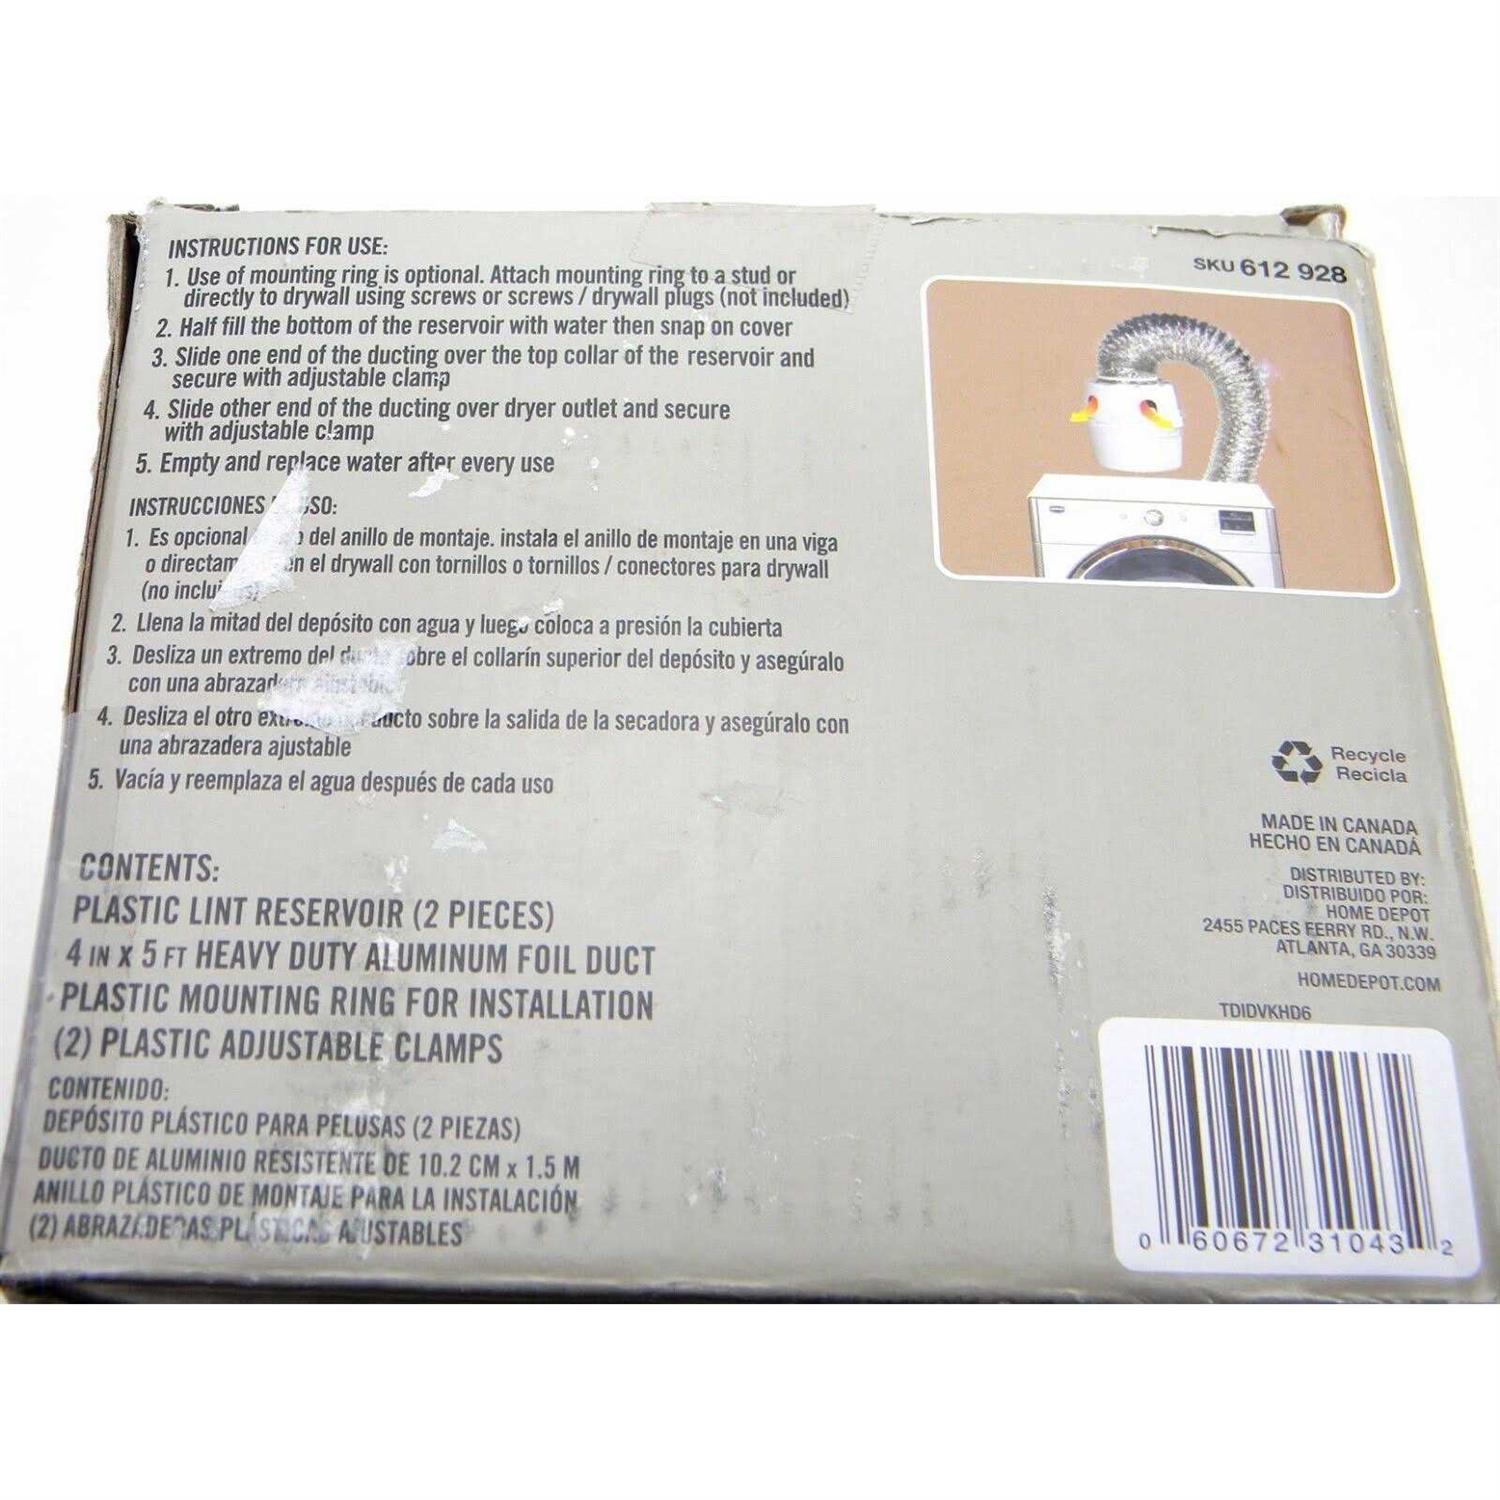 INSTRUCTIONS FOR USE:
1. Use of mounting ring is optional. Attach mounting ring to a stud or
directly to drywall using screws or screws / drywall plugs (not included)
2. Half fill the bottom of the reservoir with water then snap on cover
3. Slide one end of the ducting over the top collar of the reservoir and
secure with adjustable clamp
4. Slide other end of the ducting over dryer outlet and secure
with adjustable clamp
5. Empty and replace water after every use
INSTRUCCIONES USO:
1. Es opcional del anillo de montaje. instala el anillo de montaje en una viga
o en el drywall con tornillos o tornillos / conectores para drywall
(no
2. Llena la mitad del depósito con agua y luego coloca a presión la cubierta
3. Desliza un extremo del ducto sobre el collarín superior del depósito y asegúralo
con una abrazadera ajustable
4. Desliza el otro extremo ducto sobre la salida de la secadora y asegúralo con
una abrazadera ajustable
5. Vacía y reemplaza el agua después de cada uso
CONTENTS:
PLASTIC LINT RESERVOIR (2 PIECES)
4 IN X 5 FT HEAVY DUTY ALUMINUM FOIL DUCT
PLASTIC MOUNTING RING FOR INSTALLATION
(2) PLASTIC ADJUSTABLE CLAMPS
CONTENIDO:
DEPÓSITO PLÁSTICO PARA PELUSAS (2 PIEZAS)
DUCTO DE ALUMINIO RESISTENTE DE 10.2 CM x 1.5 M
ANILLO PLÁSTICO DE MONTAJE PARA LA INSTALACIÓN
(2) ABRAZADERAS PLÁSTICAS AJUSTABLES
SKU 612 928
Recycle
Recicla
MADE IN CANADA
HECHO EN CANADÁ
DISTRIBUTED BY:
DISTRIBUIDO POR:
HOME DEPOT
2455 PACES FERRY RD., N.W.
ATLANTA, GA 30339
HOMEDEPOT.COM
TDIDVKHD6
0 60672 31043 2